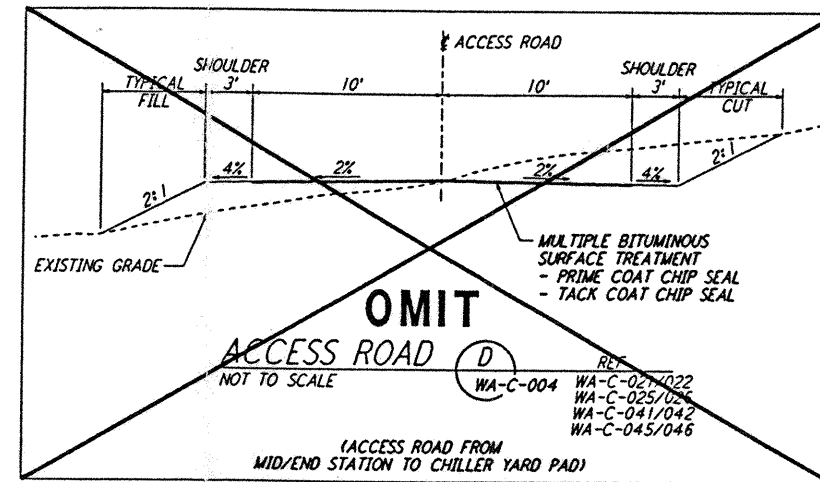 ℄ ACCESS ROAD
SHOULDER
SHOULDER
TYPICAL
FILL
3'
10'
10'
3'
TYPICAL
CUT
2:1
4%
2%
2%
4%
2:1
EXISTING GRADE
MULTIPLE BITUMINOUS
SURFACE TREATMENT
- PRIME COAT CHIP SEAL
- TACK COAT CHIP SEAL
OMIT
ACCESS ROAD
NOT TO SCALE
D
WA-C-004
REF
WA-C-021/022
WA-C-025/026
WA-C-041/042
WA-C-045/046
(ACCESS ROAD FROM
MID/END STATION TO CHILLER YARD PAD)